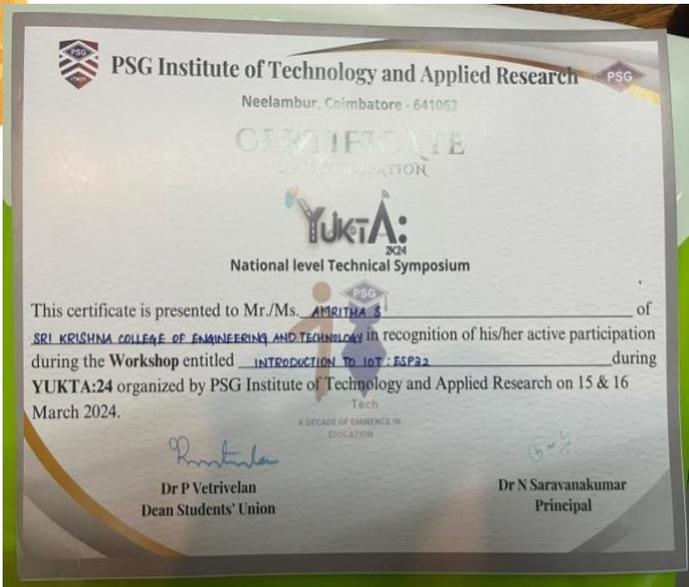 PSG
iTech
PSG Institute of Technology and Applied Research
PSG
Neelambur, Coimbatore - 641062
CERTIFICATE
YUKTA:
2K24
National level Technical Symposium
PSG
This certificate is presented to Mr./Ms. AMRITHA S of
SRI KRISHNA COLLEGE OF ENGINEERING AND TECHNOLOGY in recognition of his/her active participation
during the Workshop entitled INTRODUCTION TO IOT : ESP32 during
YUKTA:24 organized by PSG Institute of Technology and Applied Research on 15 & 16
March 2024.
Tech
A DECADE OF EMINENCE IN
EDUCATION
Dr P Vetrivelan
Dean Students' Union
Dr N Saravanakumar
Principal